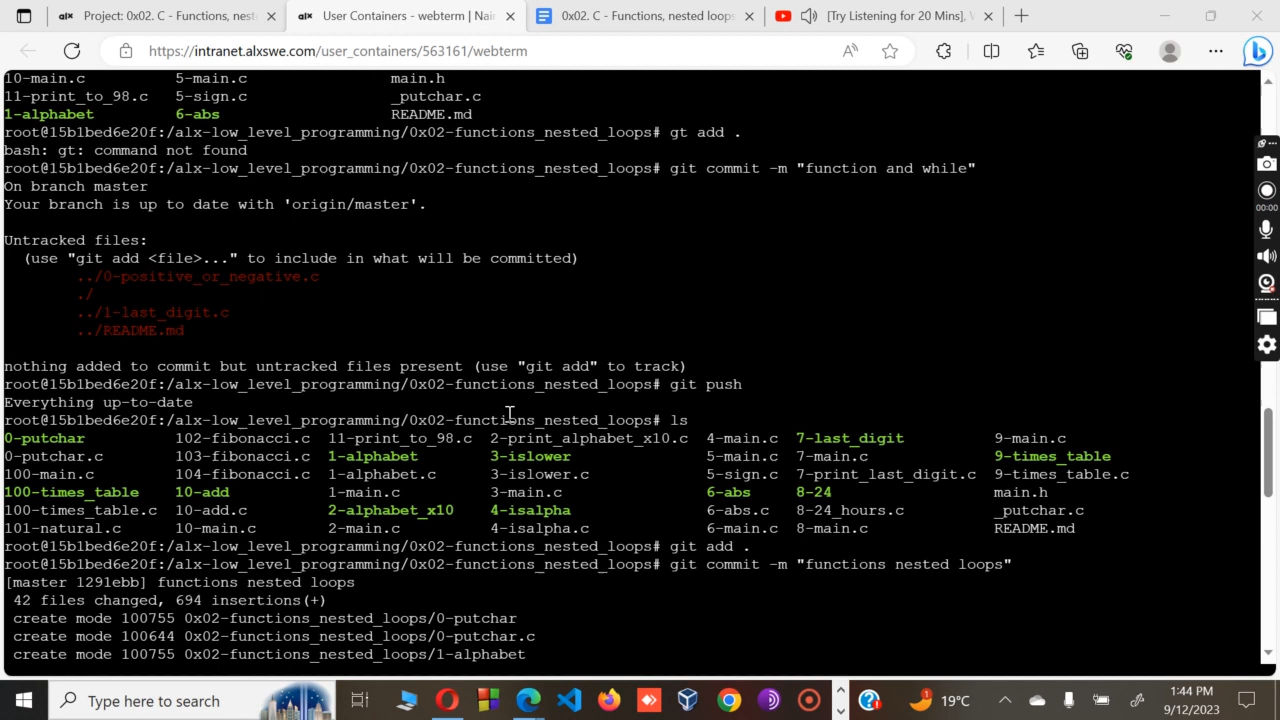 Project: 0x02. C - Functions, nest
User Containers - webterm | Nair
0x02. C - Functions, nested loops
[Try Listening for 20 Mins],
https://intranet.alxswe.com/user_containers/563161/webterm
10-main.c 5-main.c main.h
11-print_to_98.c 5-sign.c _putchar.c
1-alphabet 6-abs README.md
root@15b1bed6e20f:/alx-low_level_programming/0x02-functions_nested_loops# gt add .
bash: gt: command not found
root@15b1bed6e20f:/alx-low_level_programming/0x02-functions_nested_loops# git commit -m "function and while"
On branch master
Your branch is up to date with 'origin/master'.
Untracked files:
(use "git add <file>..." to include in what will be committed)
../0-positive_or_negative.c
./
../1-last_digit.c
../README.md
nothing added to commit but untracked files present (use "git add" to track)
root@15b1bed6e20f:/alx-low_level_programming/0x02-functions_nested_loops# git push
Everything up-to-date
root@15b1bed6e20f:/alx-low_level_programming/0x02-functions_nested_loops# ls
0-putchar 102-fibonacci.c 11-print_to_98.c 2-print_alphabet_x10.c 4-main.c 7-last_digit 9-main.c
0-putchar.c 103-fibonacci.c 1-alphabet 3-islower 5-main.c 7-main.c 9-times_table
100-main.c 104-fibonacci.c 1-alphabet.c 3-islower.c 5-sign.c 7-print_last_digit.c 9-times_table.c
100-times_table 10-add 1-main.c 3-main.c 6-abs 8-24 main.h
100-times_table.c 10-add.c 2-alphabet_x10 4-isalpha 6-abs.c 8-24_hours.c _putchar.c
101-natural.c 10-main.c 2-main.c 4-isalpha.c 6-main.c 8-main.c README.md
root@15b1bed6e20f:/alx-low_level_programming/0x02-functions_nested_loops# git add .
root@15b1bed6e20f:/alx-low_level_programming/0x02-functions_nested_loops# git commit -m "functions nested loops"
[master 1291ebb] functions nested loops
42 files changed, 694 insertions(+)
create mode 100755 0x02-functions_nested_loops/0-putchar
create mode 100644 0x02-functions_nested_loops/0-putchar.c
create mode 100755 0x02-functions_nested_loops/1-alphabet
00:00
Type here to search
1
19°C
1:44 PM
9/12/2023